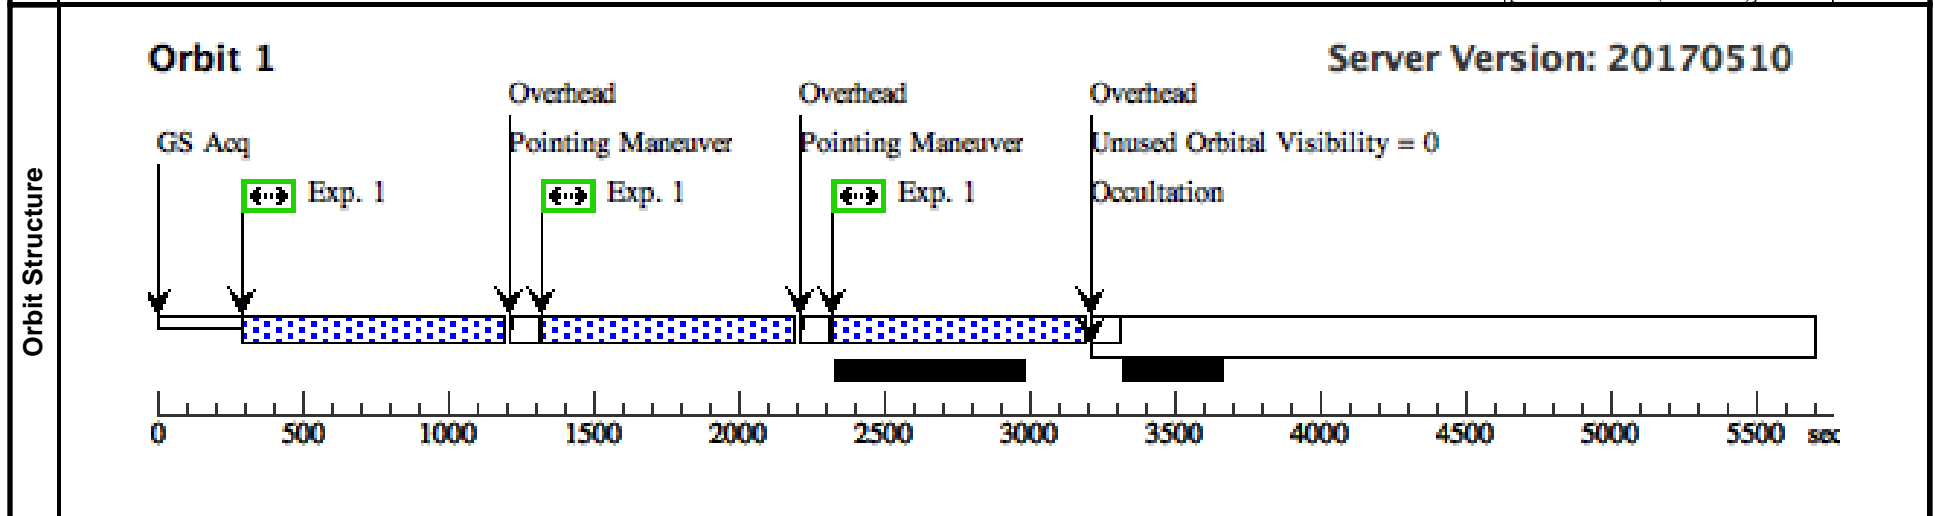 Orbit Structure
Orbit 1
Server Version: 20170510
Overhead
Overhead
Overhead
GS Acq
Pointing Maneuver
Pointing Maneuver
Unused Orbital Visibility = 0
Exp. 1
Exp. 1
Exp. 1
Occultation
0 500 1000 1500 2000 2500 3000 3500 4000 4500 5000 5500 sec